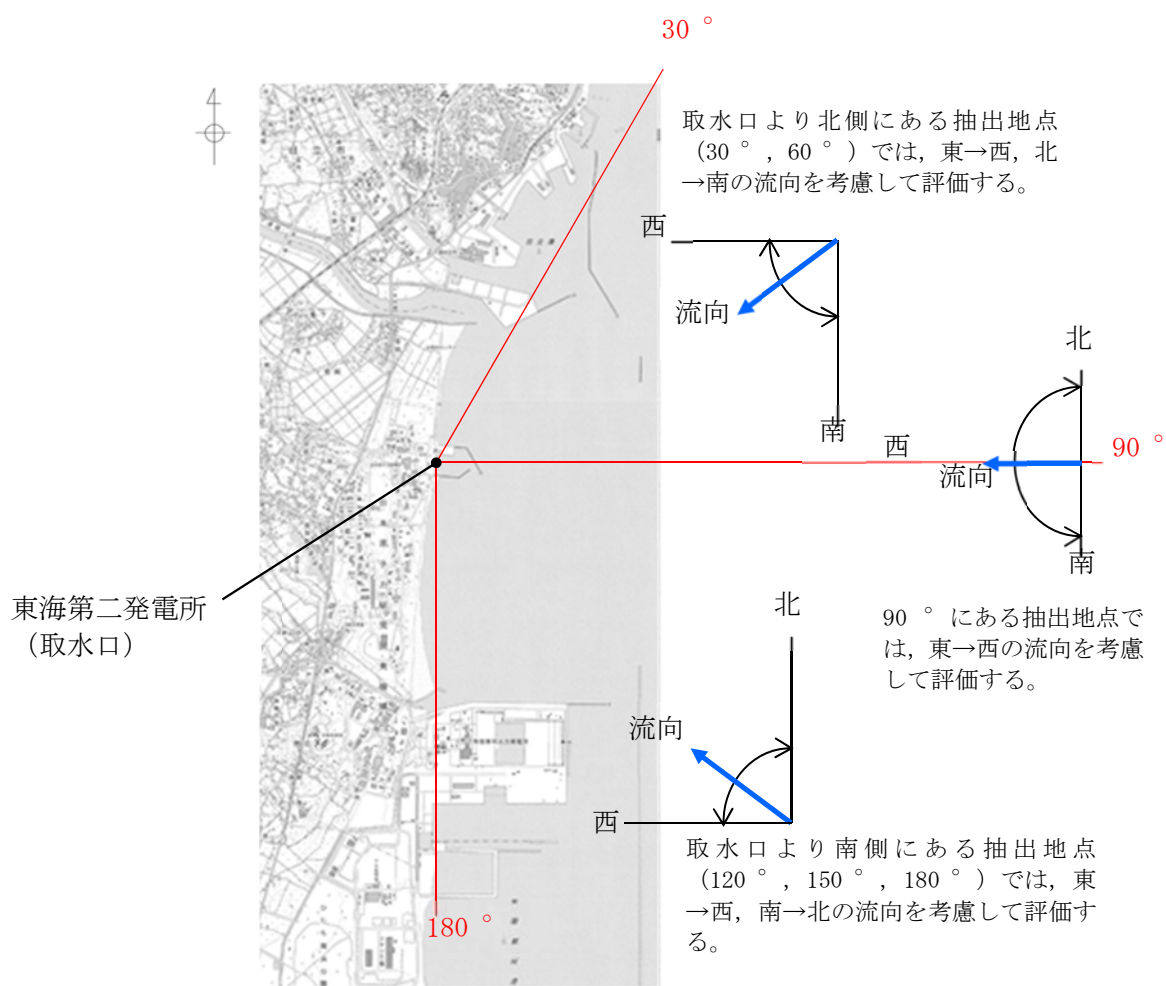 30 °
取水口より北側にある抽出地点
（30 °，60 °）では，東→西，北
→南の流向を考慮して評価する。
西
流向
南
北
西
90 °
流向
南
東海第二発電所
（取水口）
90 ° にある抽出地点で
は，東→西の流向を考慮
して評価する。
北
流向
西
取水口より南側にある抽出地点
（120 °，150 °，180 °）では，東
→西，南→北の流向を考慮して評価す
る。
180 °